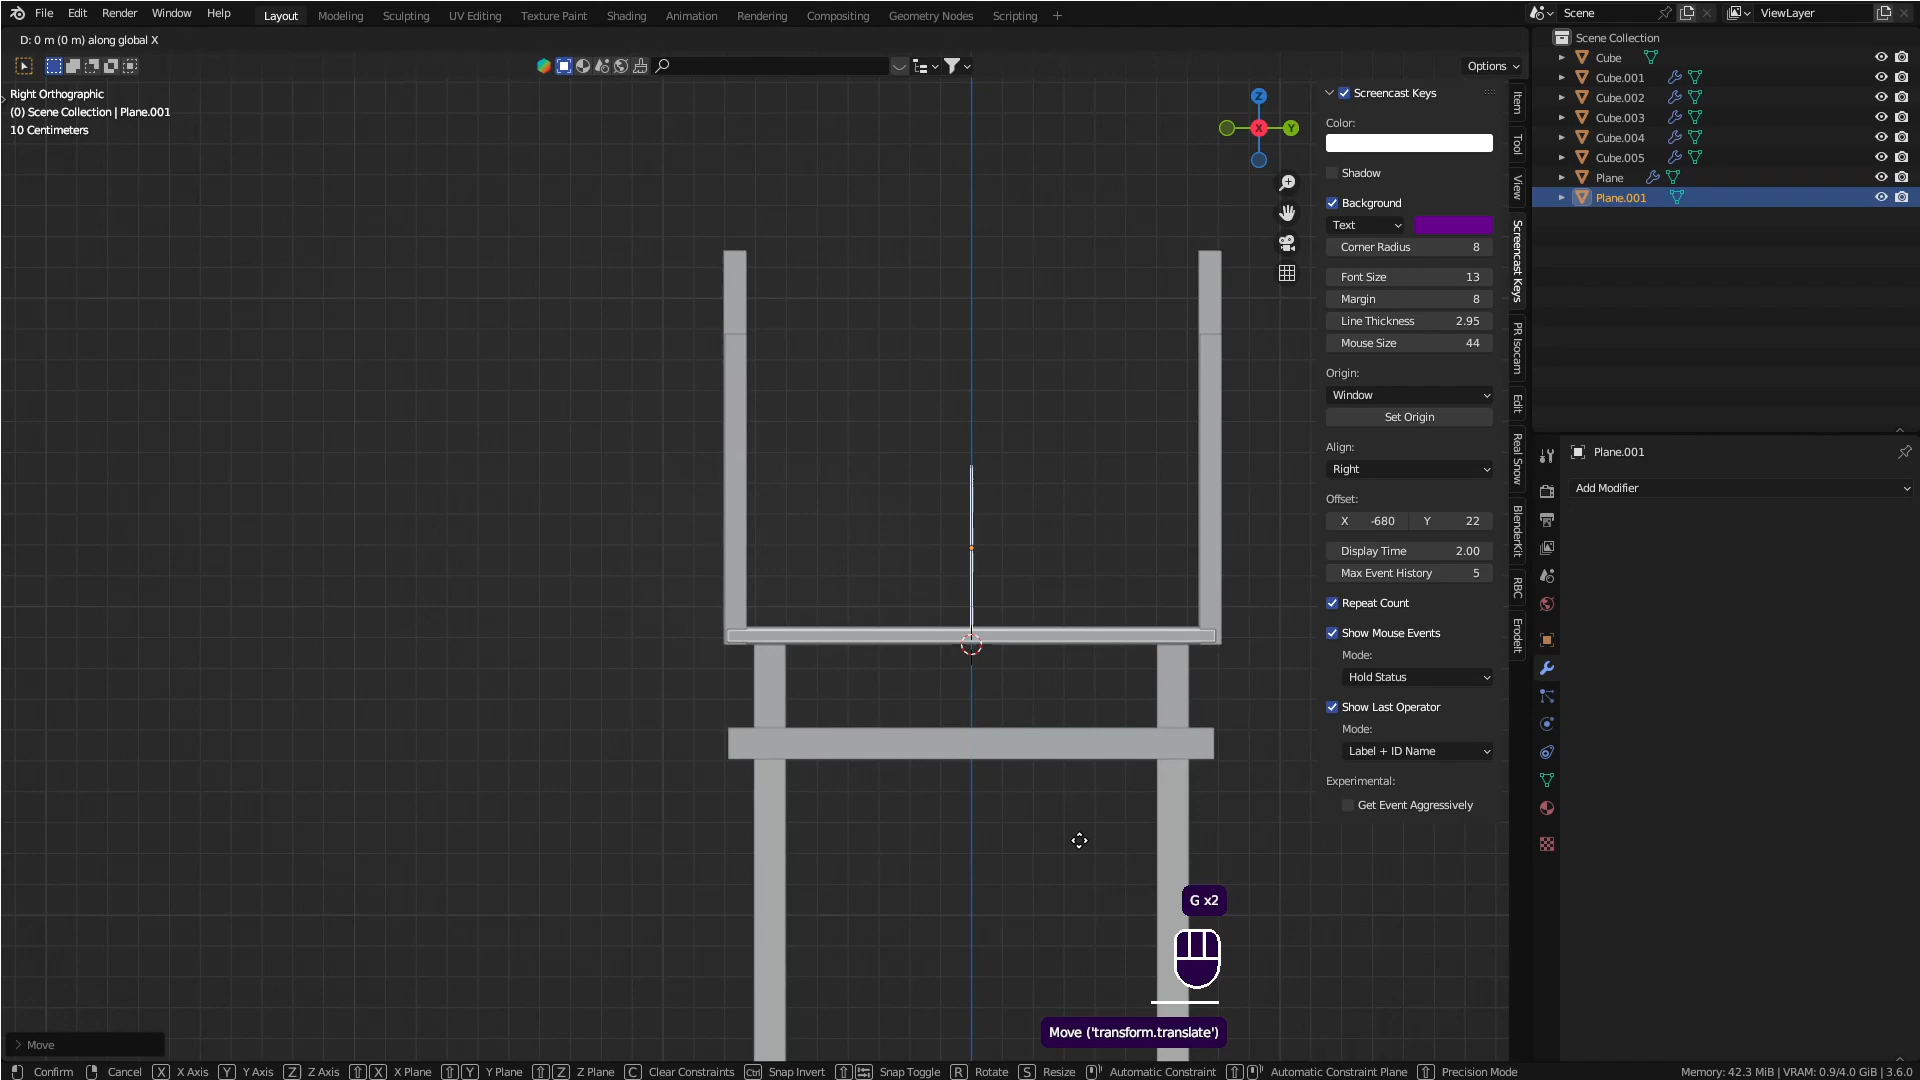 File Edit Render Window Help Layout Modeling Sculpting UV Editing Texture Paint Shading Animation Rendering Compositing Geometry Nodes Scripting + Scene ViewLayer
D: 0 m (0 m) along global X
Options
Right Orthographic
(0) Scene Collection | Plane.001
10 Centimeters
Z
X
Y
Screencast Keys
Color:
Shadow
Background
Text
Corner Radius 8
Font Size 13
Margin 8
Line Thickness 2.95
Mouse Size 44
Origin:
Window
Set Origin
Align:
Right
Offset:
X -680 Y 22
Display Time 2.00
Max Event History 5
Repeat Count
Show Mouse Events
Mode:
Hold Status
Show Last Operator
Mode:
Label + ID Name
Experimental:
Get Event Aggressively
Item
Tool
View
Screencast Keys
PR Isocam
Edit
Real Snow
BlenderKit
RBC
ErodeIt
Scene Collection
Cube
Cube.001
Cube.002
Cube.003
Cube.004
Cube.005
Plane
Plane.001
Plane.001
Add Modifier
G x2
Move ('transform.translate')
Move
Confirm Cancel X X Axis Y Y Axis Z Z Axis X X Plane Y Y Plane Z Z Plane C Clear Constraints Ctrl Snap Invert Snap Toggle R Rotate S Resize Automatic Constraint Automatic Constraint Plane Precision Mode Memory: 42.3 MiB | VRAM: 0.9/4.0 GiB | 3.6.0